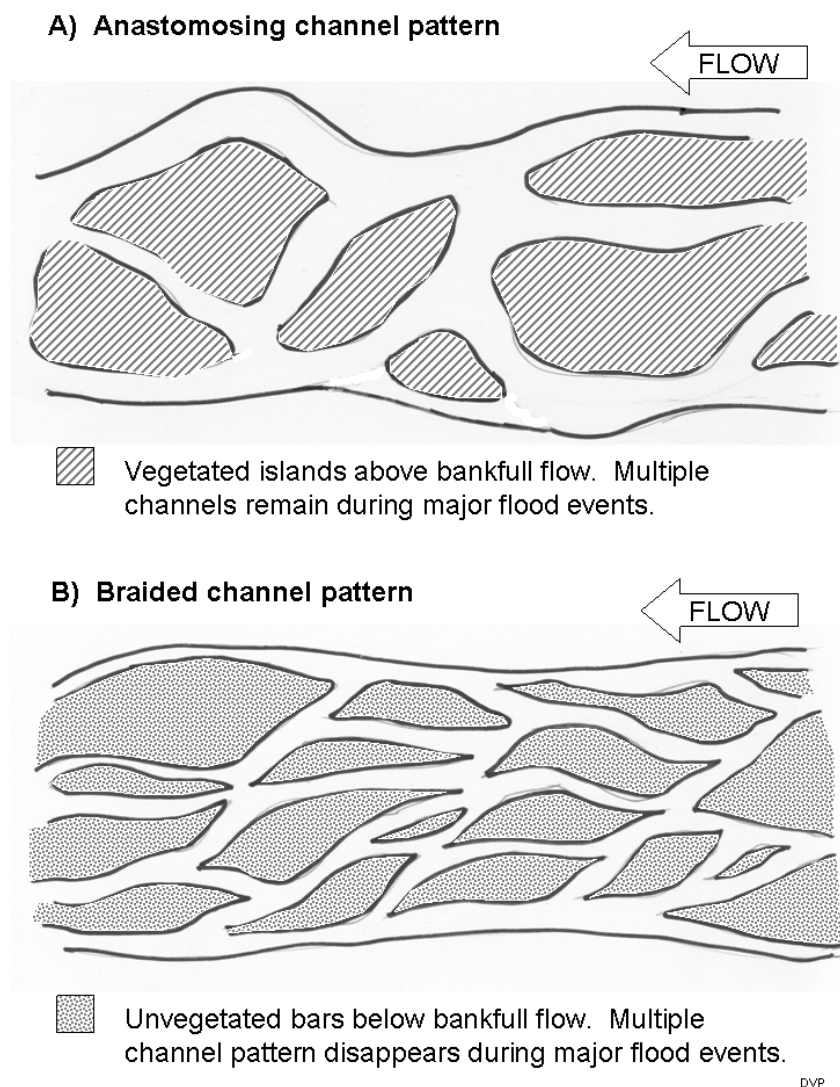 A) Anastomosing channel pattern
FLOW
Vegetated islands above bankfull flow. Multiple
channels remain during major flood events.
B) Braided channel pattern
FLOW
Unvegetated bars below bankfull flow. Multiple
channel pattern disappears during major flood events.
DVR